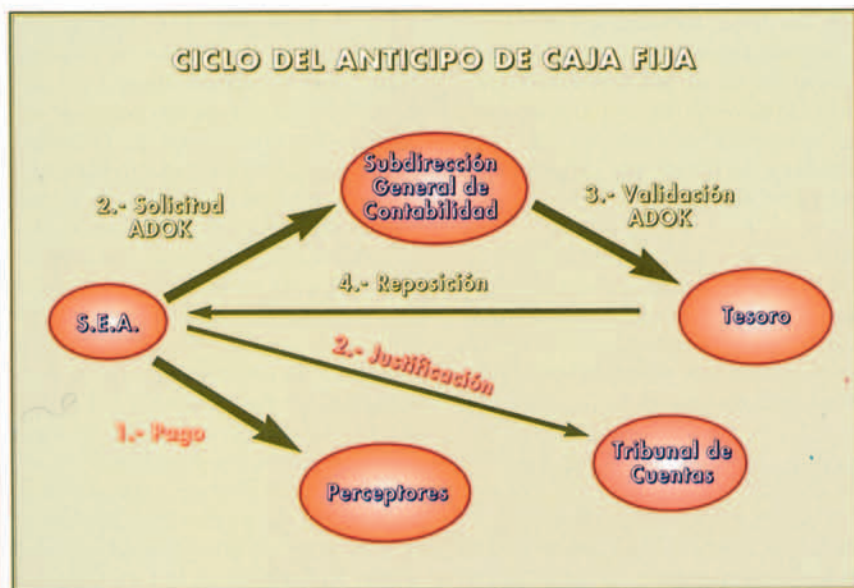 CICLO DEL ANTICIPO DE CAJA FIJA
Subdirección
General de
Contabilidad
2.- Solicitud
ADOK
3.- Validación
ADOK
4.- Reposición
S.E.A.
Tesoro
2.- Justificación
1.- Pago
Tribunal de
Cuentas
Perceptores